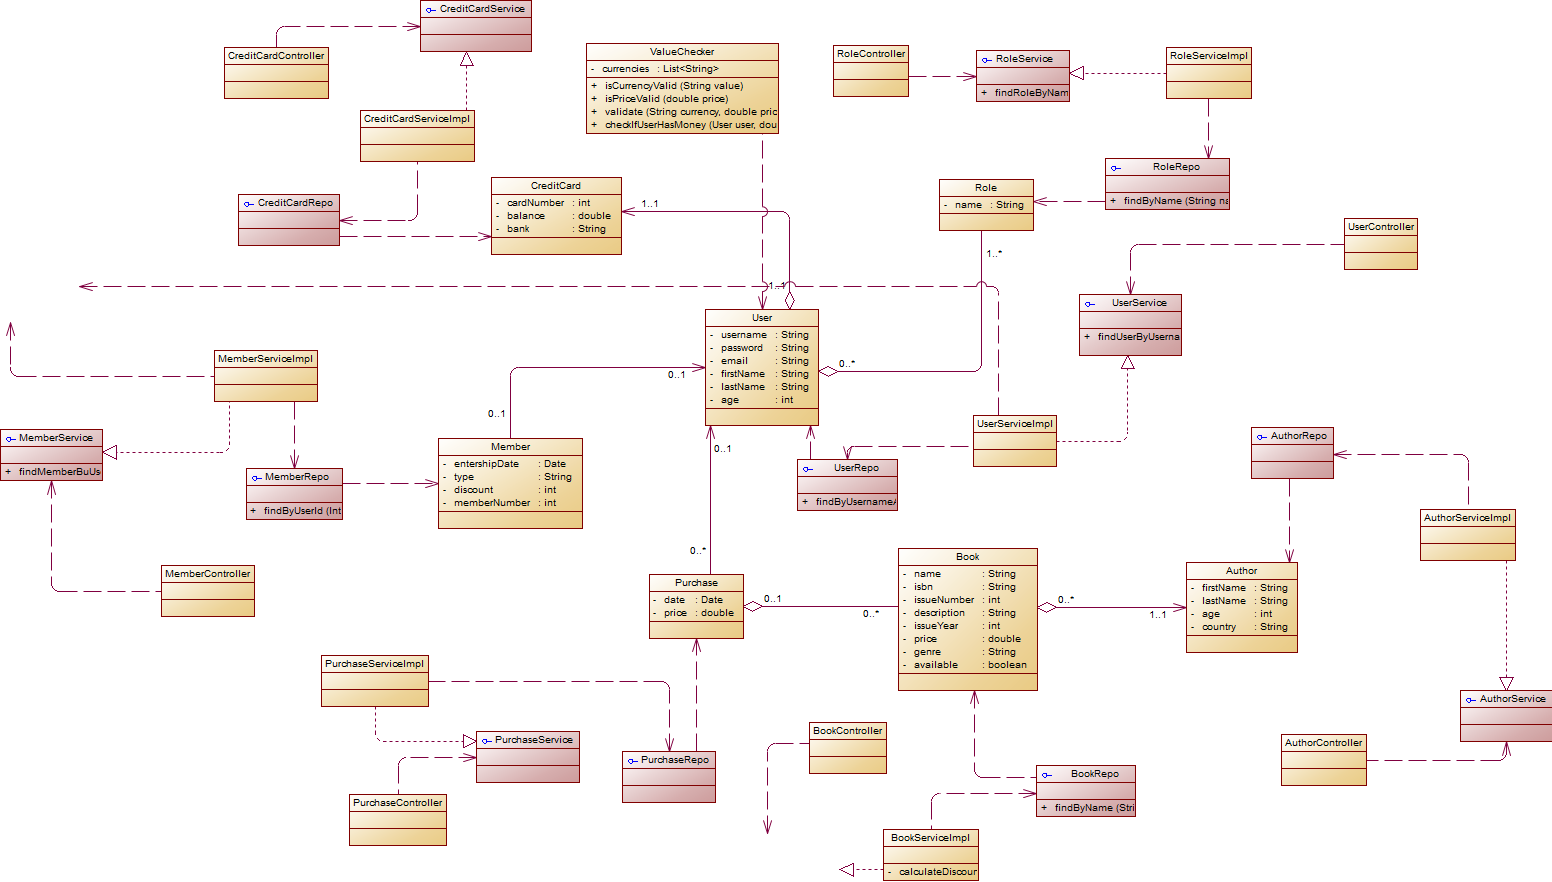 CreditCardService
CreditCardController
ValueChecker
- currencies : List<String>
+ isCurrencyValid (String value)
+ isPriceValid (double price)
+ validate (String currency, double pric
+ checkIfUserHasMoney (User user, dou
RoleController
RoleService
+ findRoleByNam
RoleServiceImpl
CreditCardServiceImpl
RoleRepo
+ findByName (String na
CreditCard
- cardNumber : int
- balance : double
- bank : String
1..1
Role
- name : String
CreditCardRepo
UserController
1..*
1..1
UserService
+ findUserByUserna
User
- username : String
- password : String
- email : String
- firstName : String
- lastName : String
- age : int
MemberServiceImpl
0..*
0..1
0..1
UserServiceImpl
MemberService
+ findMemberBuUs
Member
- entershipDate : Date
- type : String
- discount : int
- memberNumber : int
0..1
AuthorRepo
MemberRepo
+ findByUserId (Int
UserRepo
+ findByUsernameA
AuthorServiceImpl
0..*
Book
- name : String
- isbn : String
- issueNumber : int
- description : String
- issueYear : int
- price : double
- genre : String
- available : boolean
MemberController
Purchase
- date : Date
- price : double
0..1
0..*
Author
- firstName : String
- lastName : String
- age : int
- country : String
0..*
1..1
PurchaseServiceImpl
AuthorService
PurchaseService
BookController
AuthorController
PurchaseRepo
BookRepo
+ findByName (Stri
PurchaseController
BookServiceImpl
- calculateDiscour